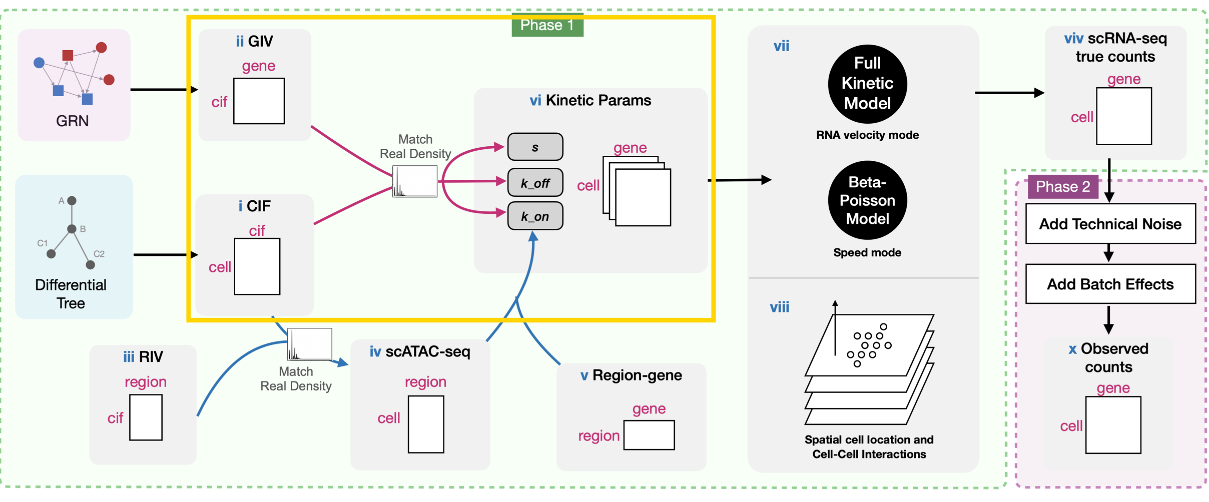 Phase 1
GRN
ii GIV
gene
cif
Differential
Tree
A
B
C1
C2
i CIF
cif
cell
Match
Real Density
vi Kinetic Params
s
k_off
k_on
gene
cell
iii RIV
region
cif
Match
Real Density
iv scATAC-seq
region
cell
v Region-gene
gene
region
vii
Full
Kinetic
Model
RNA velocity mode
Beta-
Poisson
Model
Speed mode
viii
Spatial cell location and
Cell-Cell Interactions
viv scRNA-seq
true counts
gene
cell
Phase 2
Add Technical Noise
Add Batch Effects
x Observed
counts
gene
cell